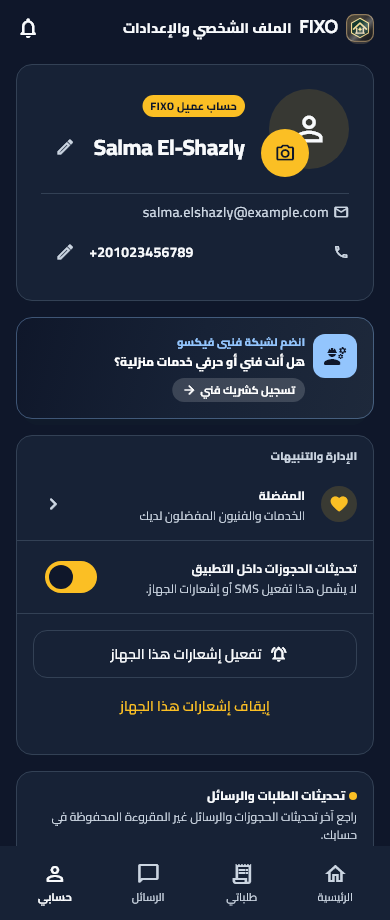 FIXO الملف الشخصي والإعدادات
حساب عميل FIXO
Salma El-Shazly
salma.elshazly@example.com
+201023456789
انضم لشبكة فنيي فيكسو
هل أنت فني أو حرفي خدمات منزلية؟
تسجيل كشريك فني →
الإدارة والتنبيهات
المفضلة
الخدمات والفنيون المفضلون لديك
تحديثات الحجوزات داخل التطبيق
لا يشمل هذا تفعيل SMS أو إشعارات الجهاز.
تفعيل إشعارات هذا الجهاز
إيقاف إشعارات هذا الجهاز
تحديثات الطلبات والرسائل
راجع آخر تحديثات الحجوزات والرسائل غير المقروءة المحفوظة في
حسابك.
الرئيسية
طلباتي
الرسائل
حسابي